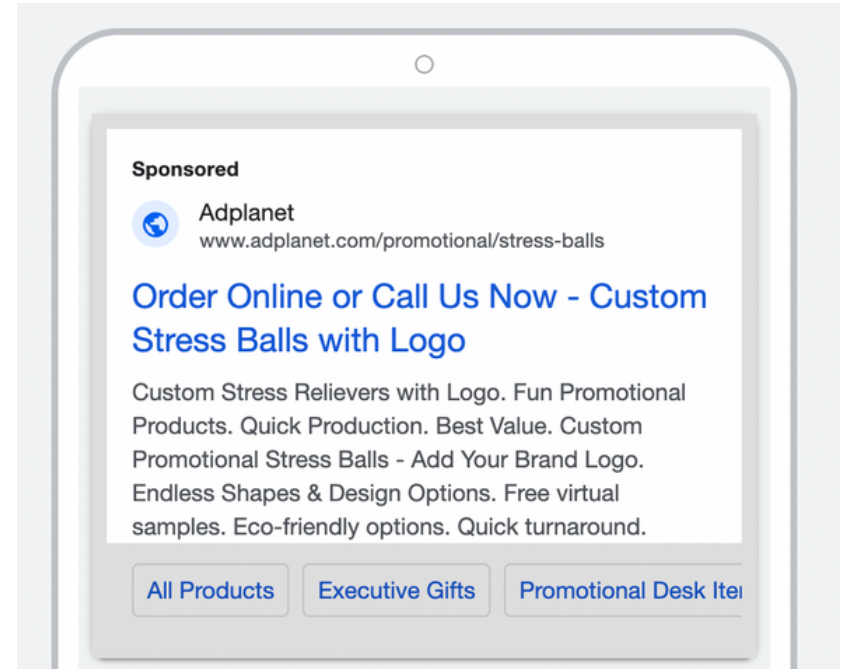 Sponsored
Adplanet
www.adplanet.com/promotional/stress-balls
Order Online or Call Us Now - Custom
Stress Balls with Logo
Custom Stress Relievers with Logo. Fun Promotional
Products. Quick Production. Best Value. Custom
Promotional Stress Balls - Add Your Brand Logo.
Endless Shapes & Design Options. Free virtual
samples. Eco-friendly options. Quick turnaround.
All Products
Executive Gifts
Promotional Desk